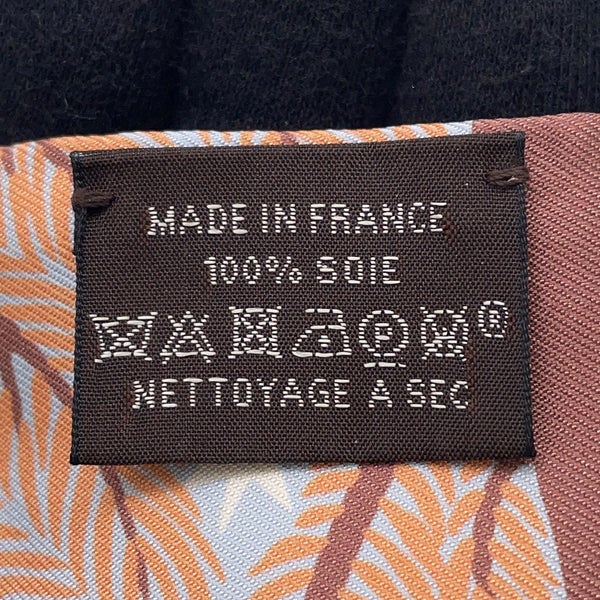 MADE IN FRANCE
100% SOIE
P W ®
NETTOYAGE A SEC